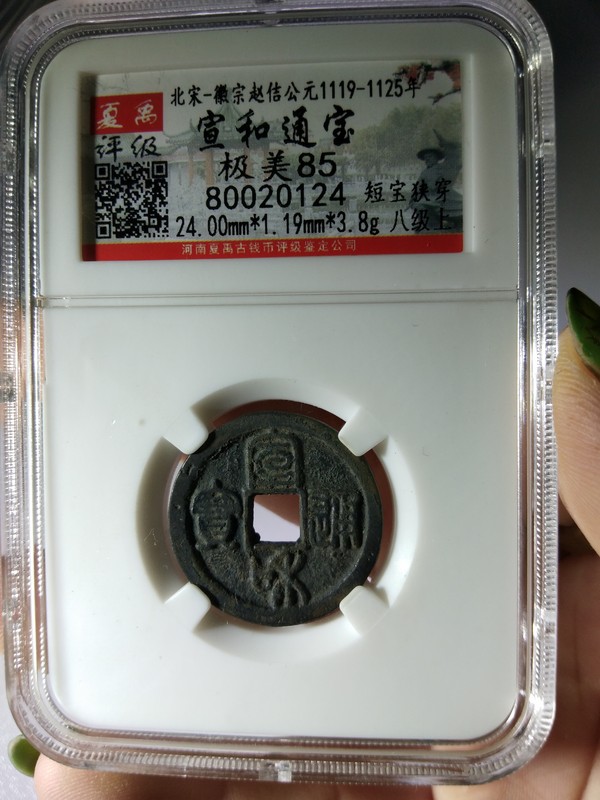 夏禹
评级
北宋-徽宗赵佶公元1119-1125年
宣和通宝
极美85
80020124 短宝狭穿
24.00mm*1.19mm*3.8g 八级上
河南夏禹古钱币评级鉴定公司
宣和通寳